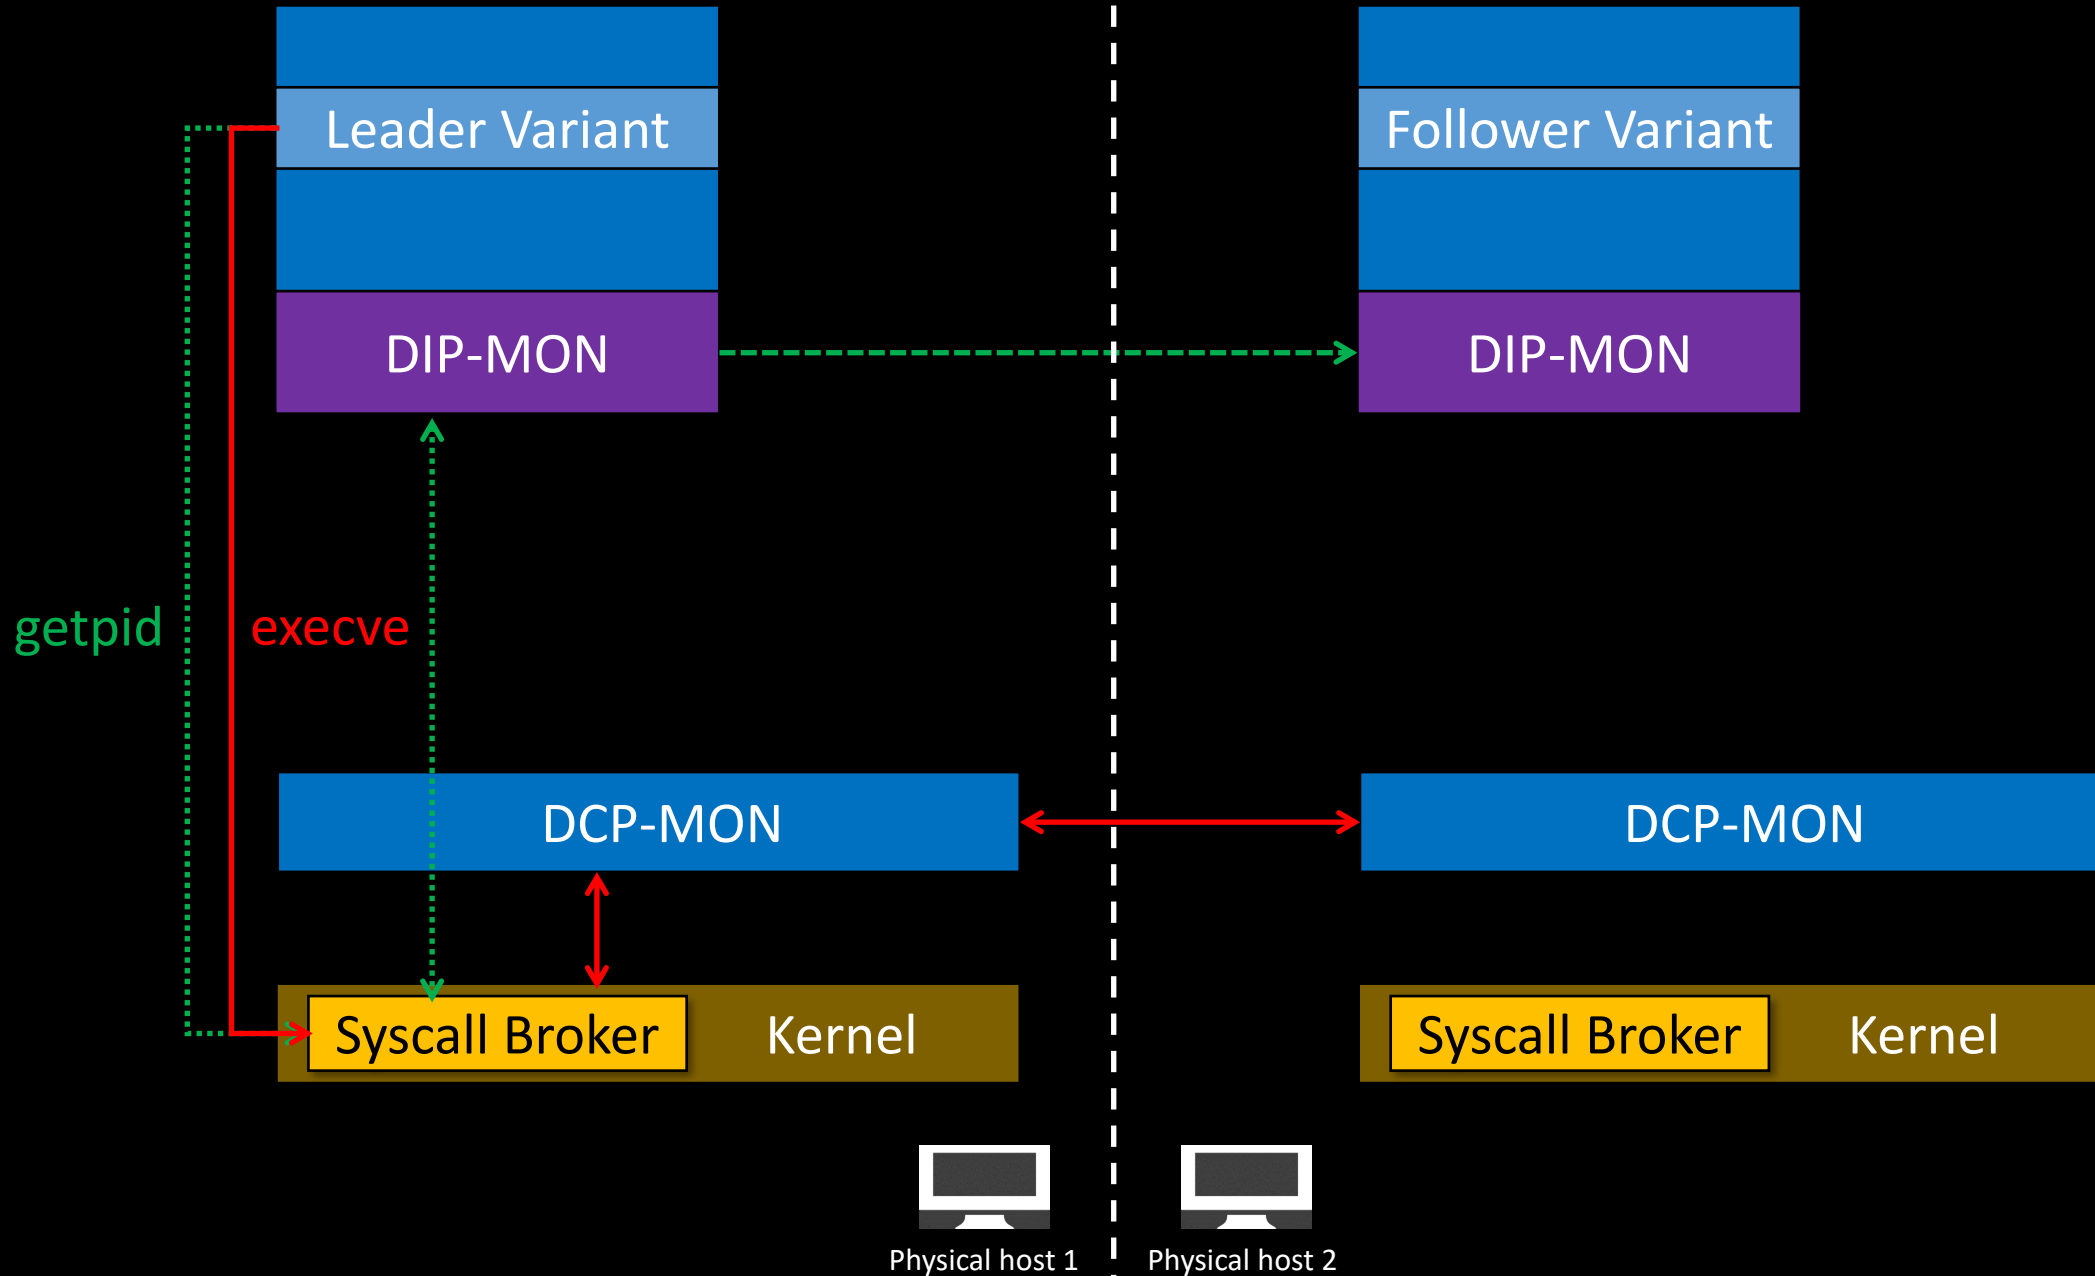 Leader Variant
Follower Variant
DIP-MON
DIP-MON
getpid
execve
DCP-MON
DCP-MON
Syscall Broker
Kernel
Syscall Broker
Kernel
Physical host 1
Physical host 2